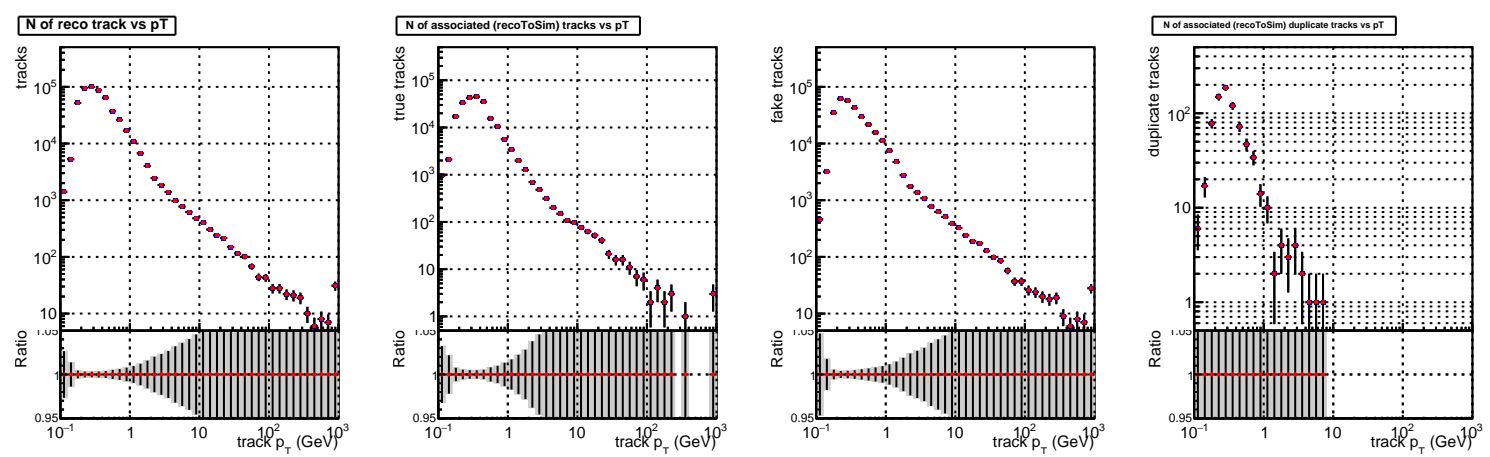 N of reco track vs pT
tracks
10^5
10^4
10^3
10^2
10
Ratio
1.05
1
0.95
10^-1 1 10 10^2 10^3
track p_T (GeV)
N of associated (recoToSim) tracks vs pT
true tracks
10^5
10^4
10^3
10^2
10
1
Ratio
1.05
1
0.95
10^-1 1 10 10^2 10^3
track p_T (GeV)
fake tracks
10^5
10^4
10^3
10^2
10
Ratio
1.05
1
0.95
10^-1 1 10 10^2 10^3
track p_T (GeV)
N of associated (recoToSim) duplicate tracks vs pT
duplicate tracks
10^2
10
1
Ratio
1.05
1
0.95
10^-1 1 10 10^2 10^3
track p_T (GeV)